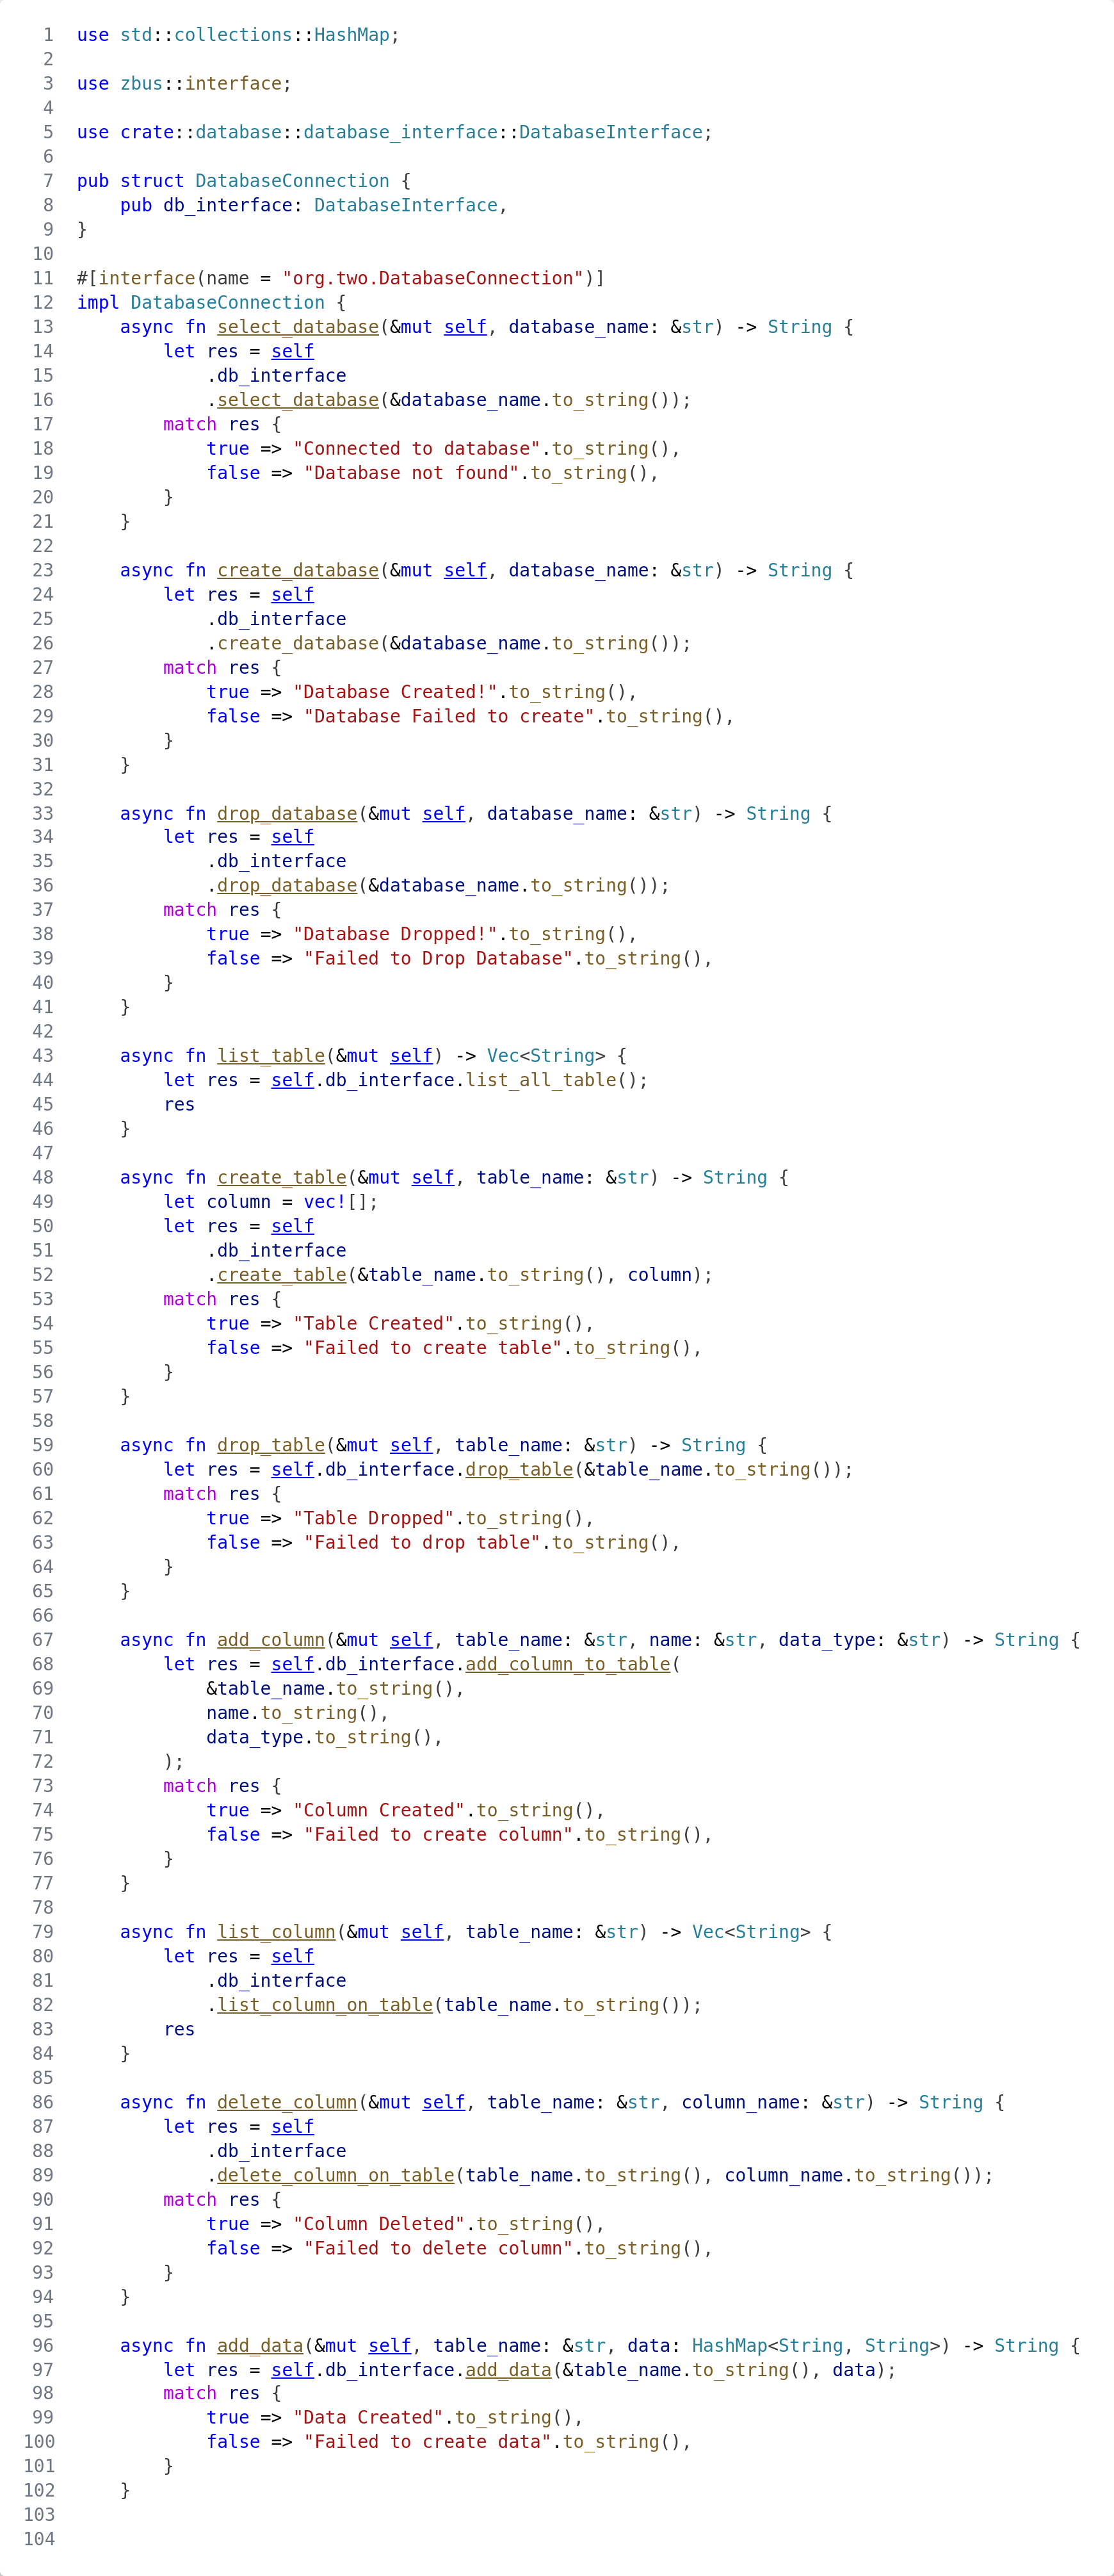 1 use std::collections::HashMap;
2
3 use zbus::interface;
4
5 use crate::database::database_interface::DatabaseInterface;
6
7 pub struct DatabaseConnection {
8     pub db_interface: DatabaseInterface,
9 }
10
11 #[interface(name = "org.two.DatabaseConnection")]
12 impl DatabaseConnection {
13     async fn select_database(&mut self, database_name: &str) -> String {
14         let res = self
15             .db_interface
16             .select_database(&database_name.to_string());
17         match res {
18             true => "Connected to database".to_string(),
19             false => "Database not found".to_string(),
20         }
21     }
22
23     async fn create_database(&mut self, database_name: &str) -> String {
24         let res = self
25             .db_interface
26             .create_database(&database_name.to_string());
27         match res {
28             true => "Database Created!".to_string(),
29             false => "Database Failed to create".to_string(),
30         }
31     }
32
33     async fn drop_database(&mut self, database_name: &str) -> String {
34         let res = self
35             .db_interface
36             .drop_database(&database_name.to_string());
37         match res {
38             true => "Database Dropped!".to_string(),
39             false => "Failed to Drop Database".to_string(),
40         }
41     }
42
43     async fn list_table(&mut self) -> Vec<String> {
44         let res = self.db_interface.list_all_table();
45         res
46     }
47
48     async fn create_table(&mut self, table_name: &str) -> String {
49         let column = vec![];
50         let res = self
51             .db_interface
52             .create_table(&table_name.to_string(), column);
53         match res {
54             true => "Table Created".to_string(),
55             false => "Failed to create table".to_string(),
56         }
57     }
58
59     async fn drop_table(&mut self, table_name: &str) -> String {
60         let res = self.db_interface.drop_table(&table_name.to_string());
61         match res {
62             true => "Table Dropped".to_string(),
63             false => "Failed to drop table".to_string(),
64         }
65     }
66
67     async fn add_column(&mut self, table_name: &str, name: &str, data_type: &str) -> String {
68         let res = self.db_interface.add_column_to_table(
69             &table_name.to_string(),
70             name.to_string(),
71             data_type.to_string(),
72         );
73         match res {
74             true => "Column Created".to_string(),
75             false => "Failed to create column".to_string(),
76         }
77     }
78
79     async fn list_column(&mut self, table_name: &str) -> Vec<String> {
80         let res = self
81             .db_interface
82             .list_column_on_table(table_name.to_string());
83         res
84     }
85
86     async fn delete_column(&mut self, table_name: &str, column_name: &str) -> String {
87         let res = self
88             .db_interface
89             .delete_column_on_table(table_name.to_string(), column_name.to_string());
90         match res {
91             true => "Column Deleted".to_string(),
92             false => "Failed to delete column".to_string(),
93         }
94     }
95
96     async fn add_data(&mut self, table_name: &str, data: HashMap<String, String>) -> String {
97         let res = self.db_interface.add_data(&table_name.to_string(), data);
98         match res {
99             true => "Data Created".to_string(),
100             false => "Failed to create data".to_string(),
101         }
102     }
103
104